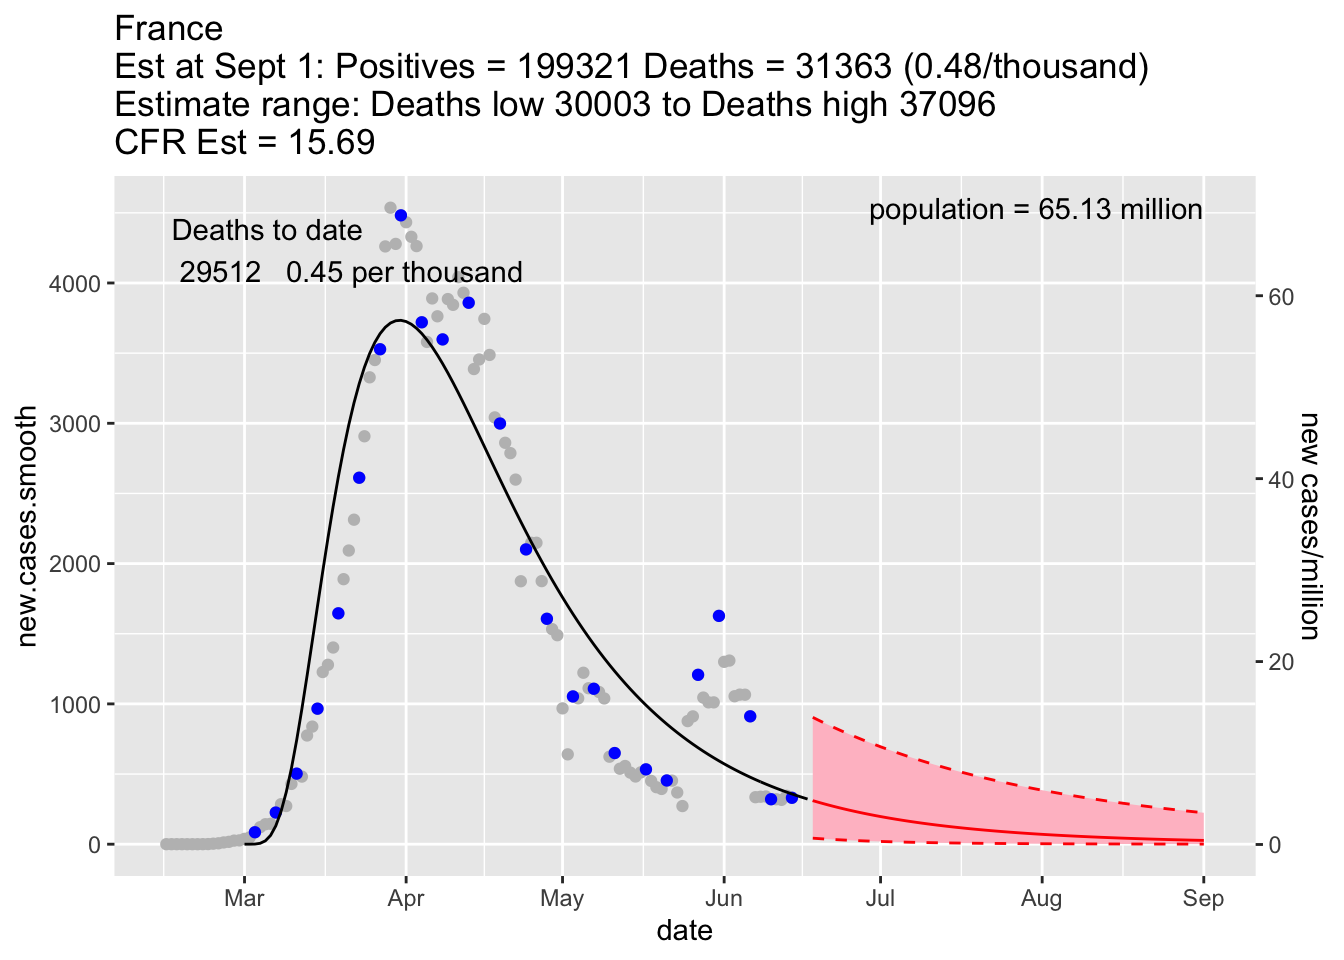 France
Est at Sept 1: Positives = 199321 Deaths = 31363 (0.48/thousand)
Estimate range: Deaths low 30003 to Deaths high 37096
CFR Est = 15.69
Deaths to date
29512 0.45 per thousand
population = 65.13 million
4000
3000
2000
1000
0
new.cases.smooth
60
40
20
0
new cases/million
Mar Apr May Jun Jul Aug Sep
date